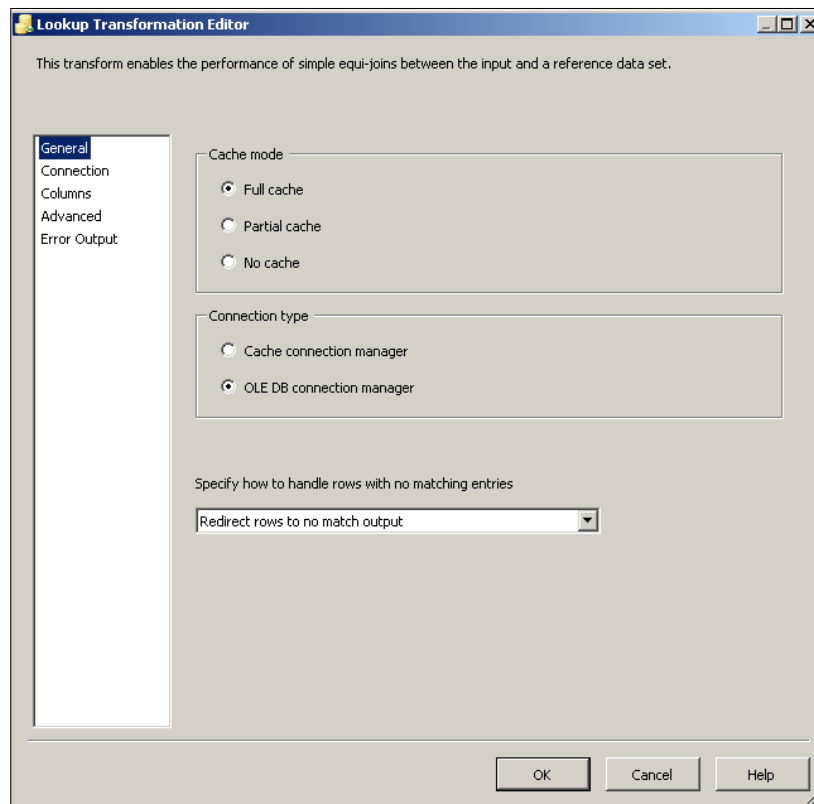 Lookup Transformation Editor
This transform enables the performance of simple equi-joins between the input and a reference data set.
General
Connection
Columns
Advanced
Error Output
Cache mode
Full cache
Partial cache
No cache
Connection type
Cache connection manager
OLE DB connection manager
Specify how to handle rows with no matching entries
Redirect rows to no match output
OK
Cancel
Help